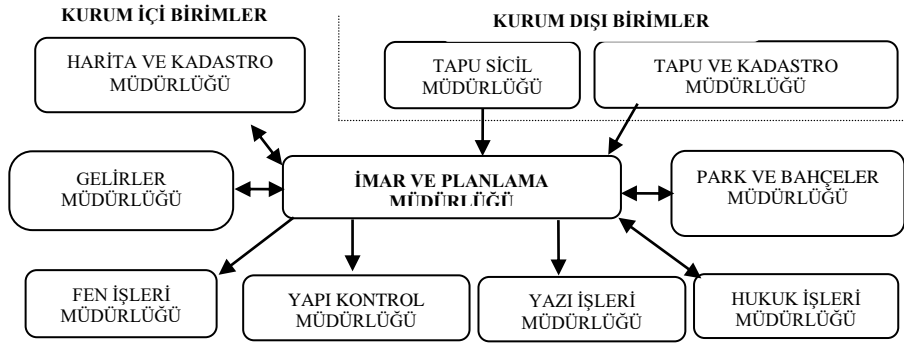 KURUM İÇİ BİRİMLER
KURUM DIŞI BİRİMLER
HARİTA VE KADASTRO
MÜDÜRLÜĞÜ
TAPU SİCİL
MÜDÜRLÜĞÜ
TAPU VE KADASTRO
MÜDÜRLÜĞÜ
GELİRLER
MÜDÜRLÜĞÜ
İMAR VE PLANLAMA
MÜDÜRLÜĞÜ
PARK VE BAHÇELER
MÜDÜRLÜĞÜ
FEN İŞLERİ
MÜDÜRLÜĞÜ
YAPI KONTROL
MÜDÜRLÜĞÜ
YAZI İŞLERİ
MÜDÜRLÜĞÜ
HUKUK İŞLERİ
MÜDÜRLÜĞÜ